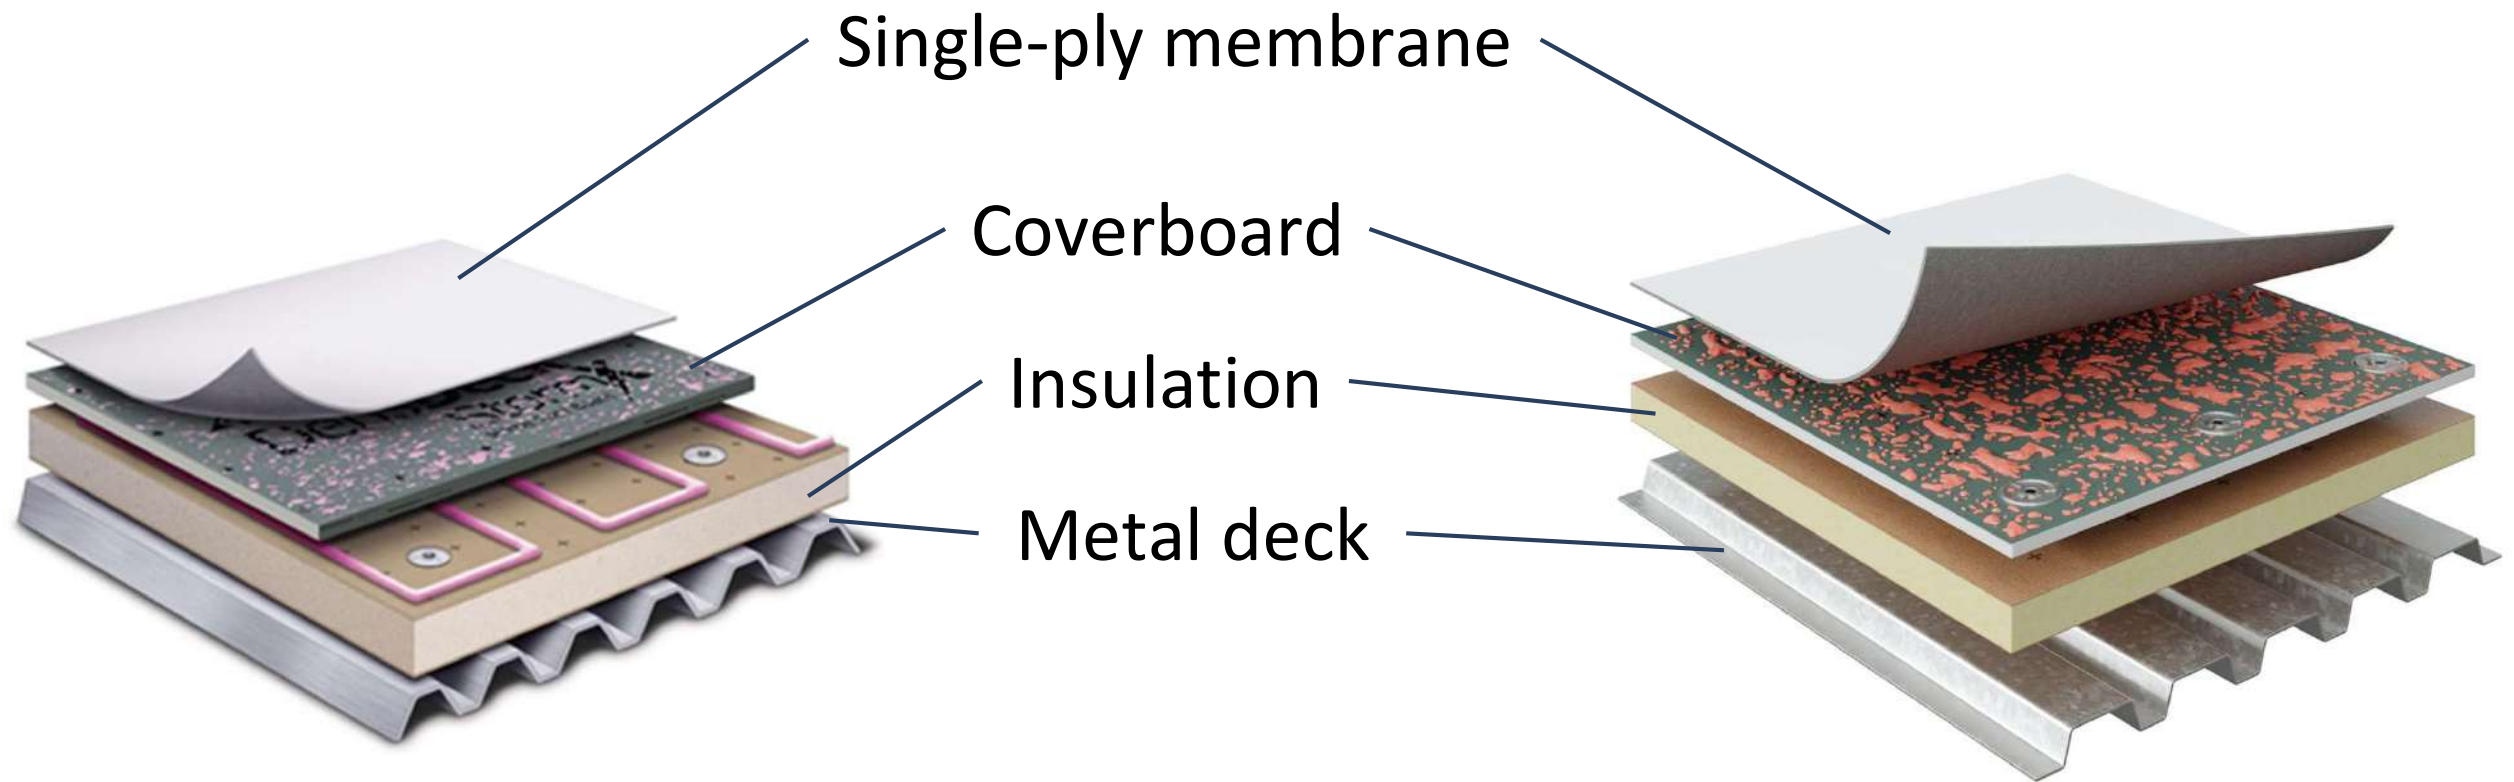 Single-ply membrane
Coverboard
Insulation
Metal deck